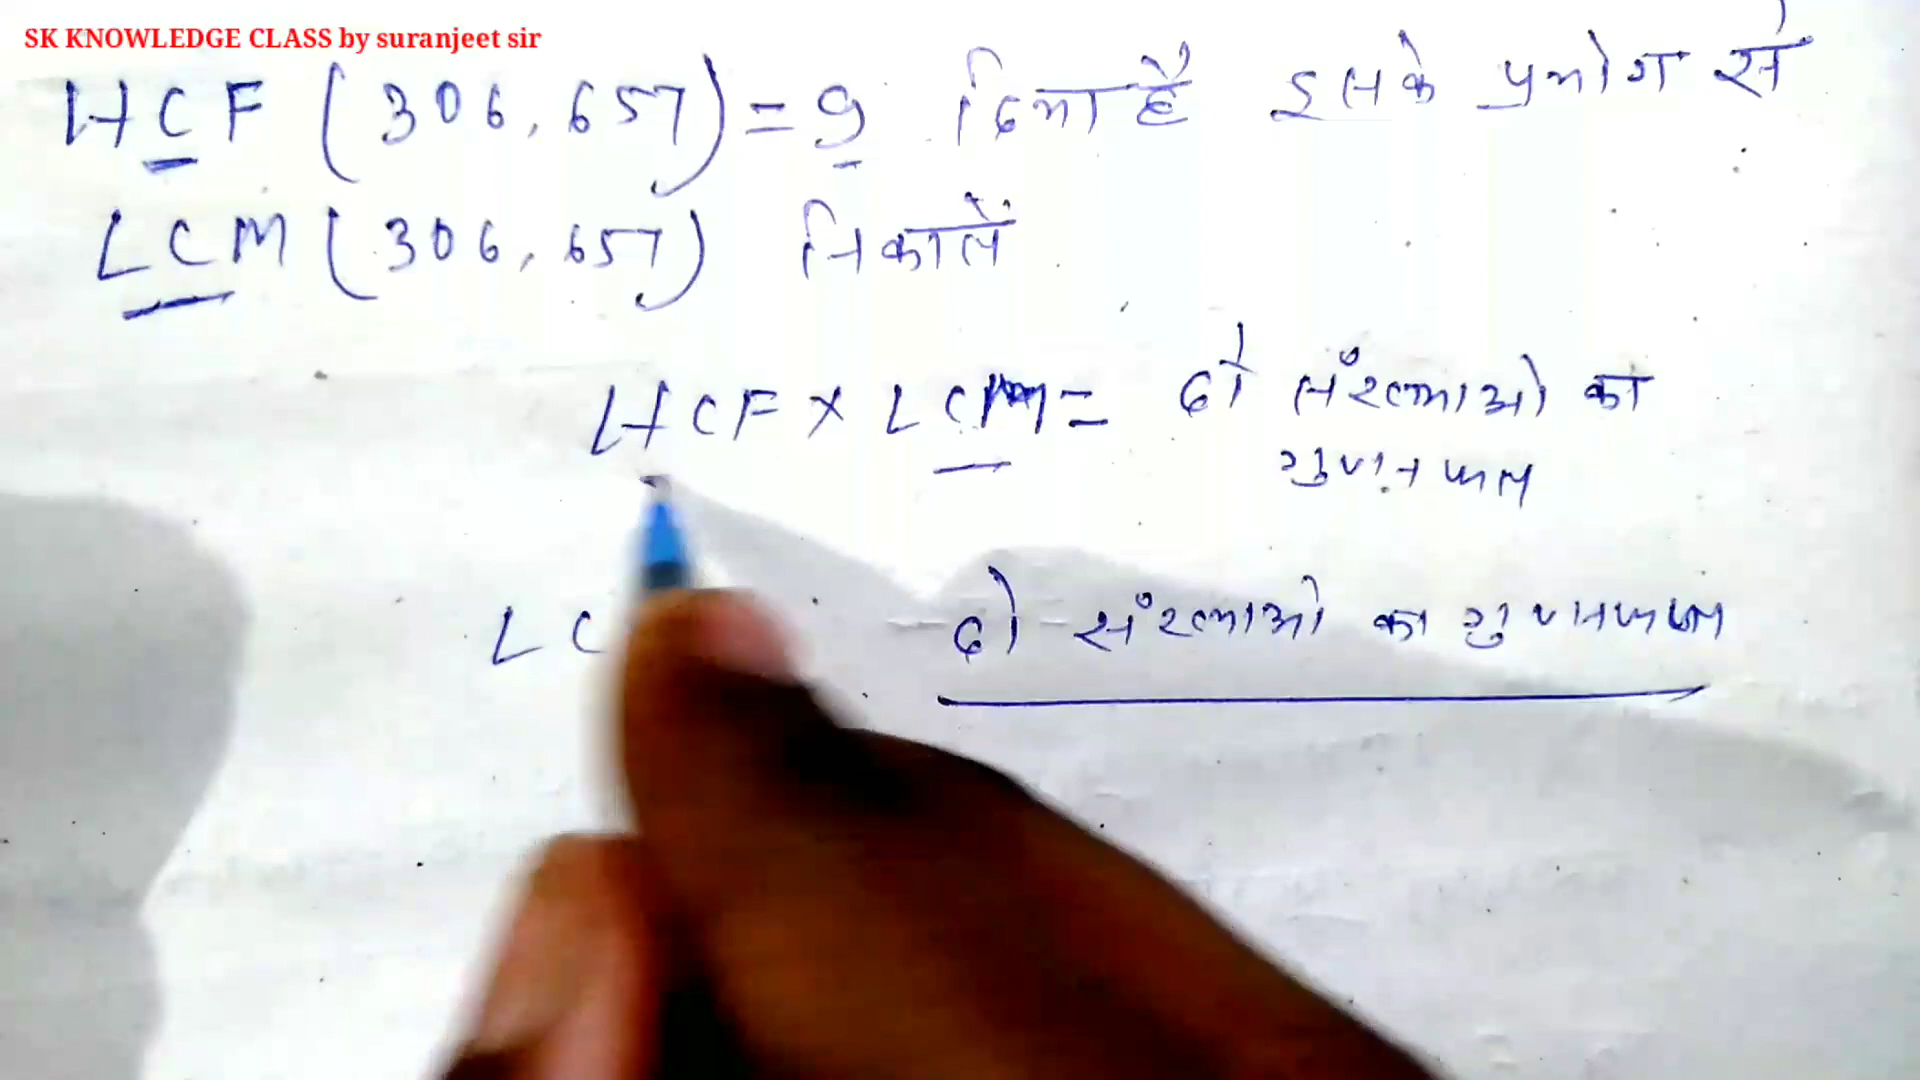 SK KNOWLEDGE CLASS by suranjeet sir
HCF (306, 657) = 9 दिया है इसके प्रयोग से
LCM (306, 657) निकालें
HCF × LCM = दो संख्याओं का
गुणनफल
LC दो संख्याओं का गुणनफल